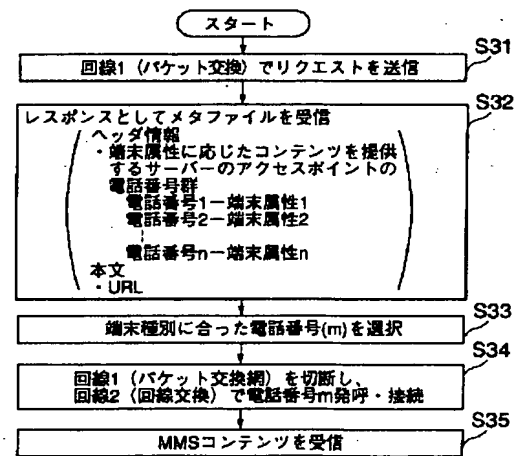 スタート
S31
回線1（パケット交換）でリクエストを送信
S32
レスポンスとしてメタファイルを受信
ヘッダ情報
・端末属性に応じたコンテンツを提供
するサーバーのアクセスポイントの
電話番号群
電話番号1－端末属性1
電話番号2－端末属性2
⋮
電話番号n－端末属性n
本文
・URL
S33
端末種別に合った電話番号(m)を選択
S34
回線1（パケット交換網）を切断し、
回線2（回線交換）で電話番号m発呼・接続
S35
MMSコンテンツを受信